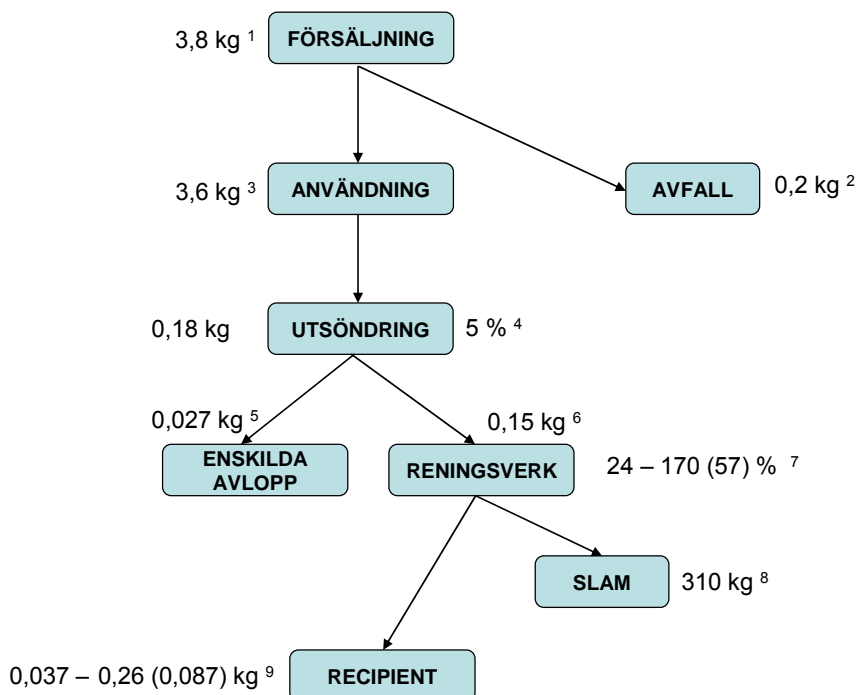 3,8 kg ¹ FÖRSÄLJNING
3,6 kg ³ ANVÄNDNING AVFALL 0,2 kg ²
0,18 kg UTSÖNDRING 5 % ⁴
0,027 kg ⁵ 0,15 kg ⁶
ENSKILDA
AVLOPP
RENINGSVERK 24 – 170 (57) % ⁷
SLAM 310 kg ⁸
0,037 – 0,26 (0,087) kg ⁹ RECIPIENT